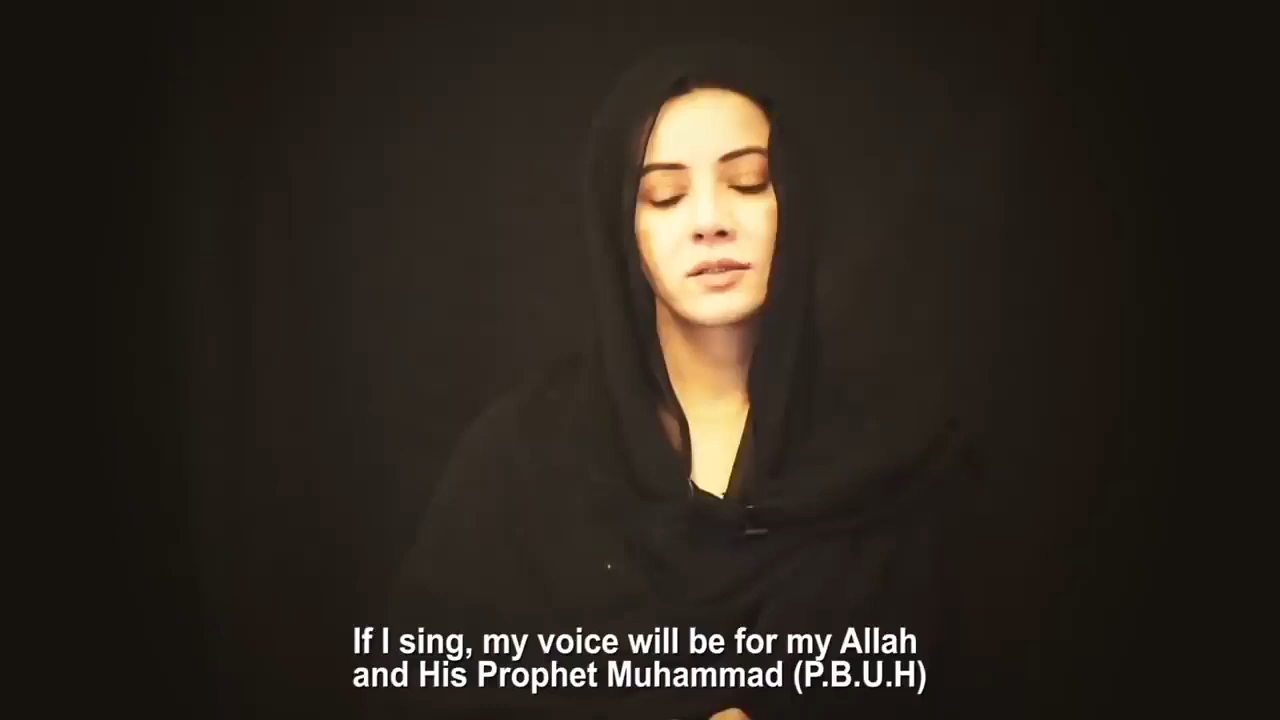 If I sing, my voice will be for my Allah
and His Prophet Muhammad (P.B.U.H)